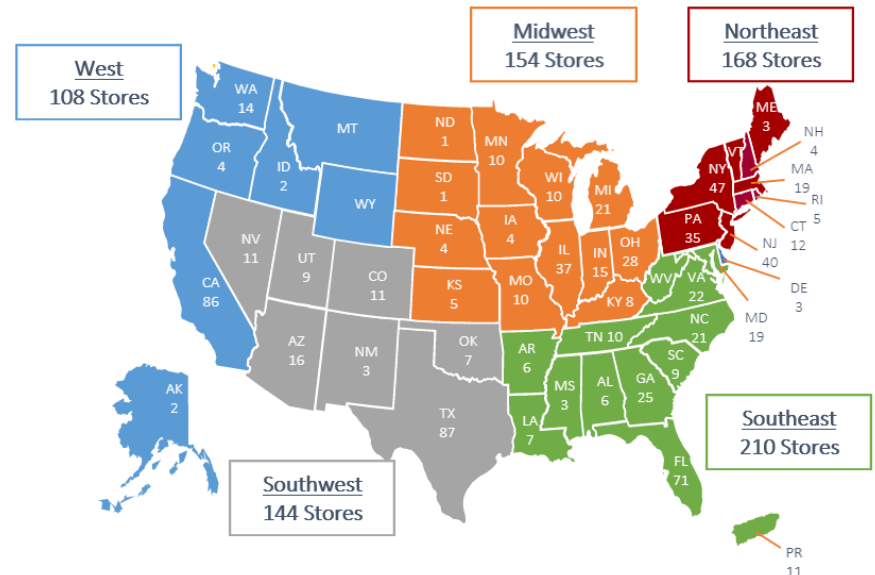 West
108 Stores
Midwest
154 Stores
Northeast
168 Stores
WA
14
OR
4
ID
2
MT
WY
CA
86
NV
11
UT
9
CO
11
AZ
16
NM
3
OK
7
TX
87
ND
1
SD
1
NE
4
KS
5
MN
10
IA
4
MO
10
WI
10
IL
37
MI
21
IN
15
OH
28
KY 8
ME
3
VT
NH
4
NY
47
MA
19
RI
5
CT
12
PA
35
NJ
40
DE
3
MD
19
WV
VA
22
NC
21
TN 10
SC
9
AR
6
MS
3
AL
6
GA
25
LA
7
FL
71
AK
2
Southwest
144 Stores
Southeast
210 Stores
PR
11